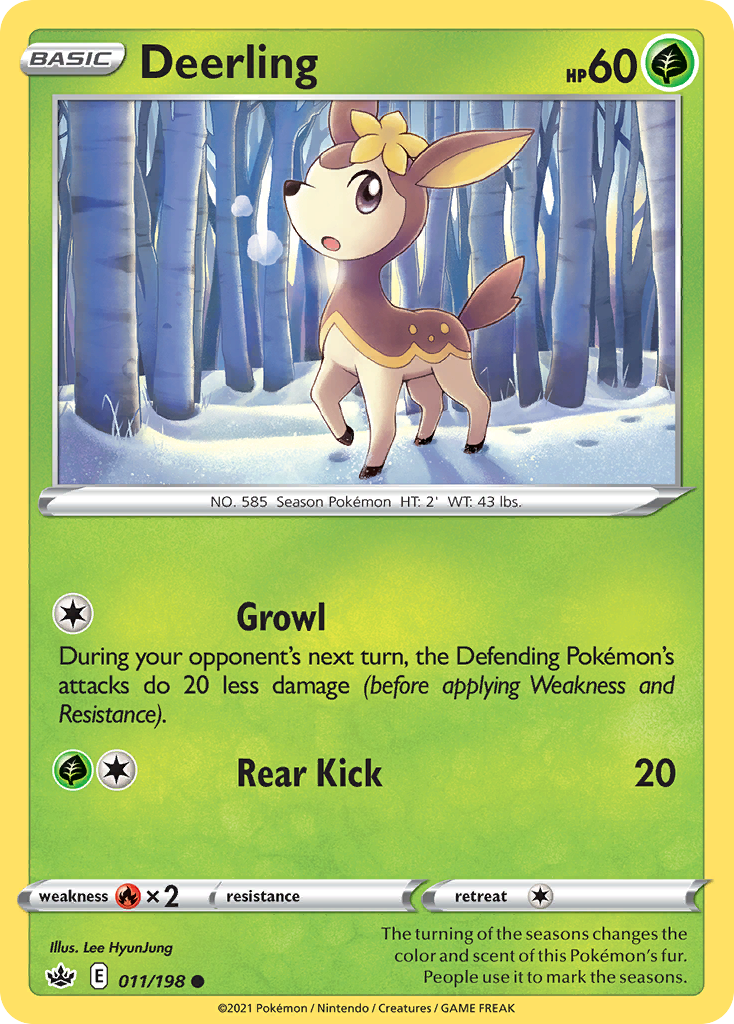 BASIC Deerling HP60
NO. 585 Season Pokémon HT: 2' WT: 43 lbs.
Growl
During your opponent's next turn, the Defending Pokémon's
attacks do 20 less damage (before applying Weakness and
Resistance).
Rear Kick 20
weakness ×2 resistance retreat
Illus. Lee HyunJung
E 011/198
The turning of the seasons changes the
color and scent of this Pokémon's fur.
People use it to mark the seasons.
©2021 Pokémon / Nintendo / Creatures / GAME FREAK